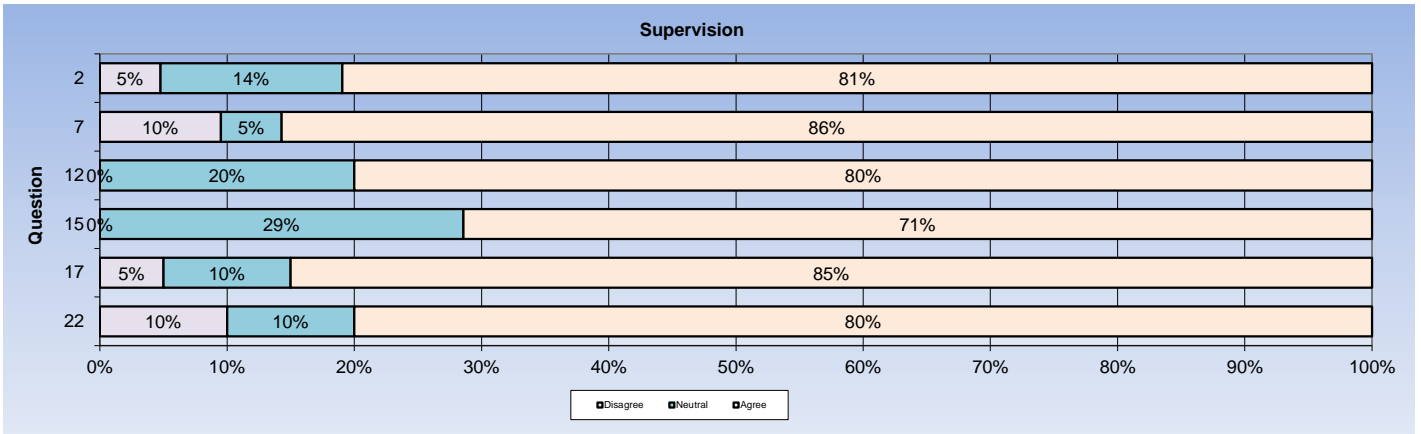 Supervision
Question
2 5% 14% 81%
7 10% 5% 86%
12 0% 20% 80%
15 0% 29% 71%
17 5% 10% 85%
22 10% 10% 80%
0% 10% 20% 30% 40% 50% 60% 70% 80% 90% 100%
Disagree Neutral Agree